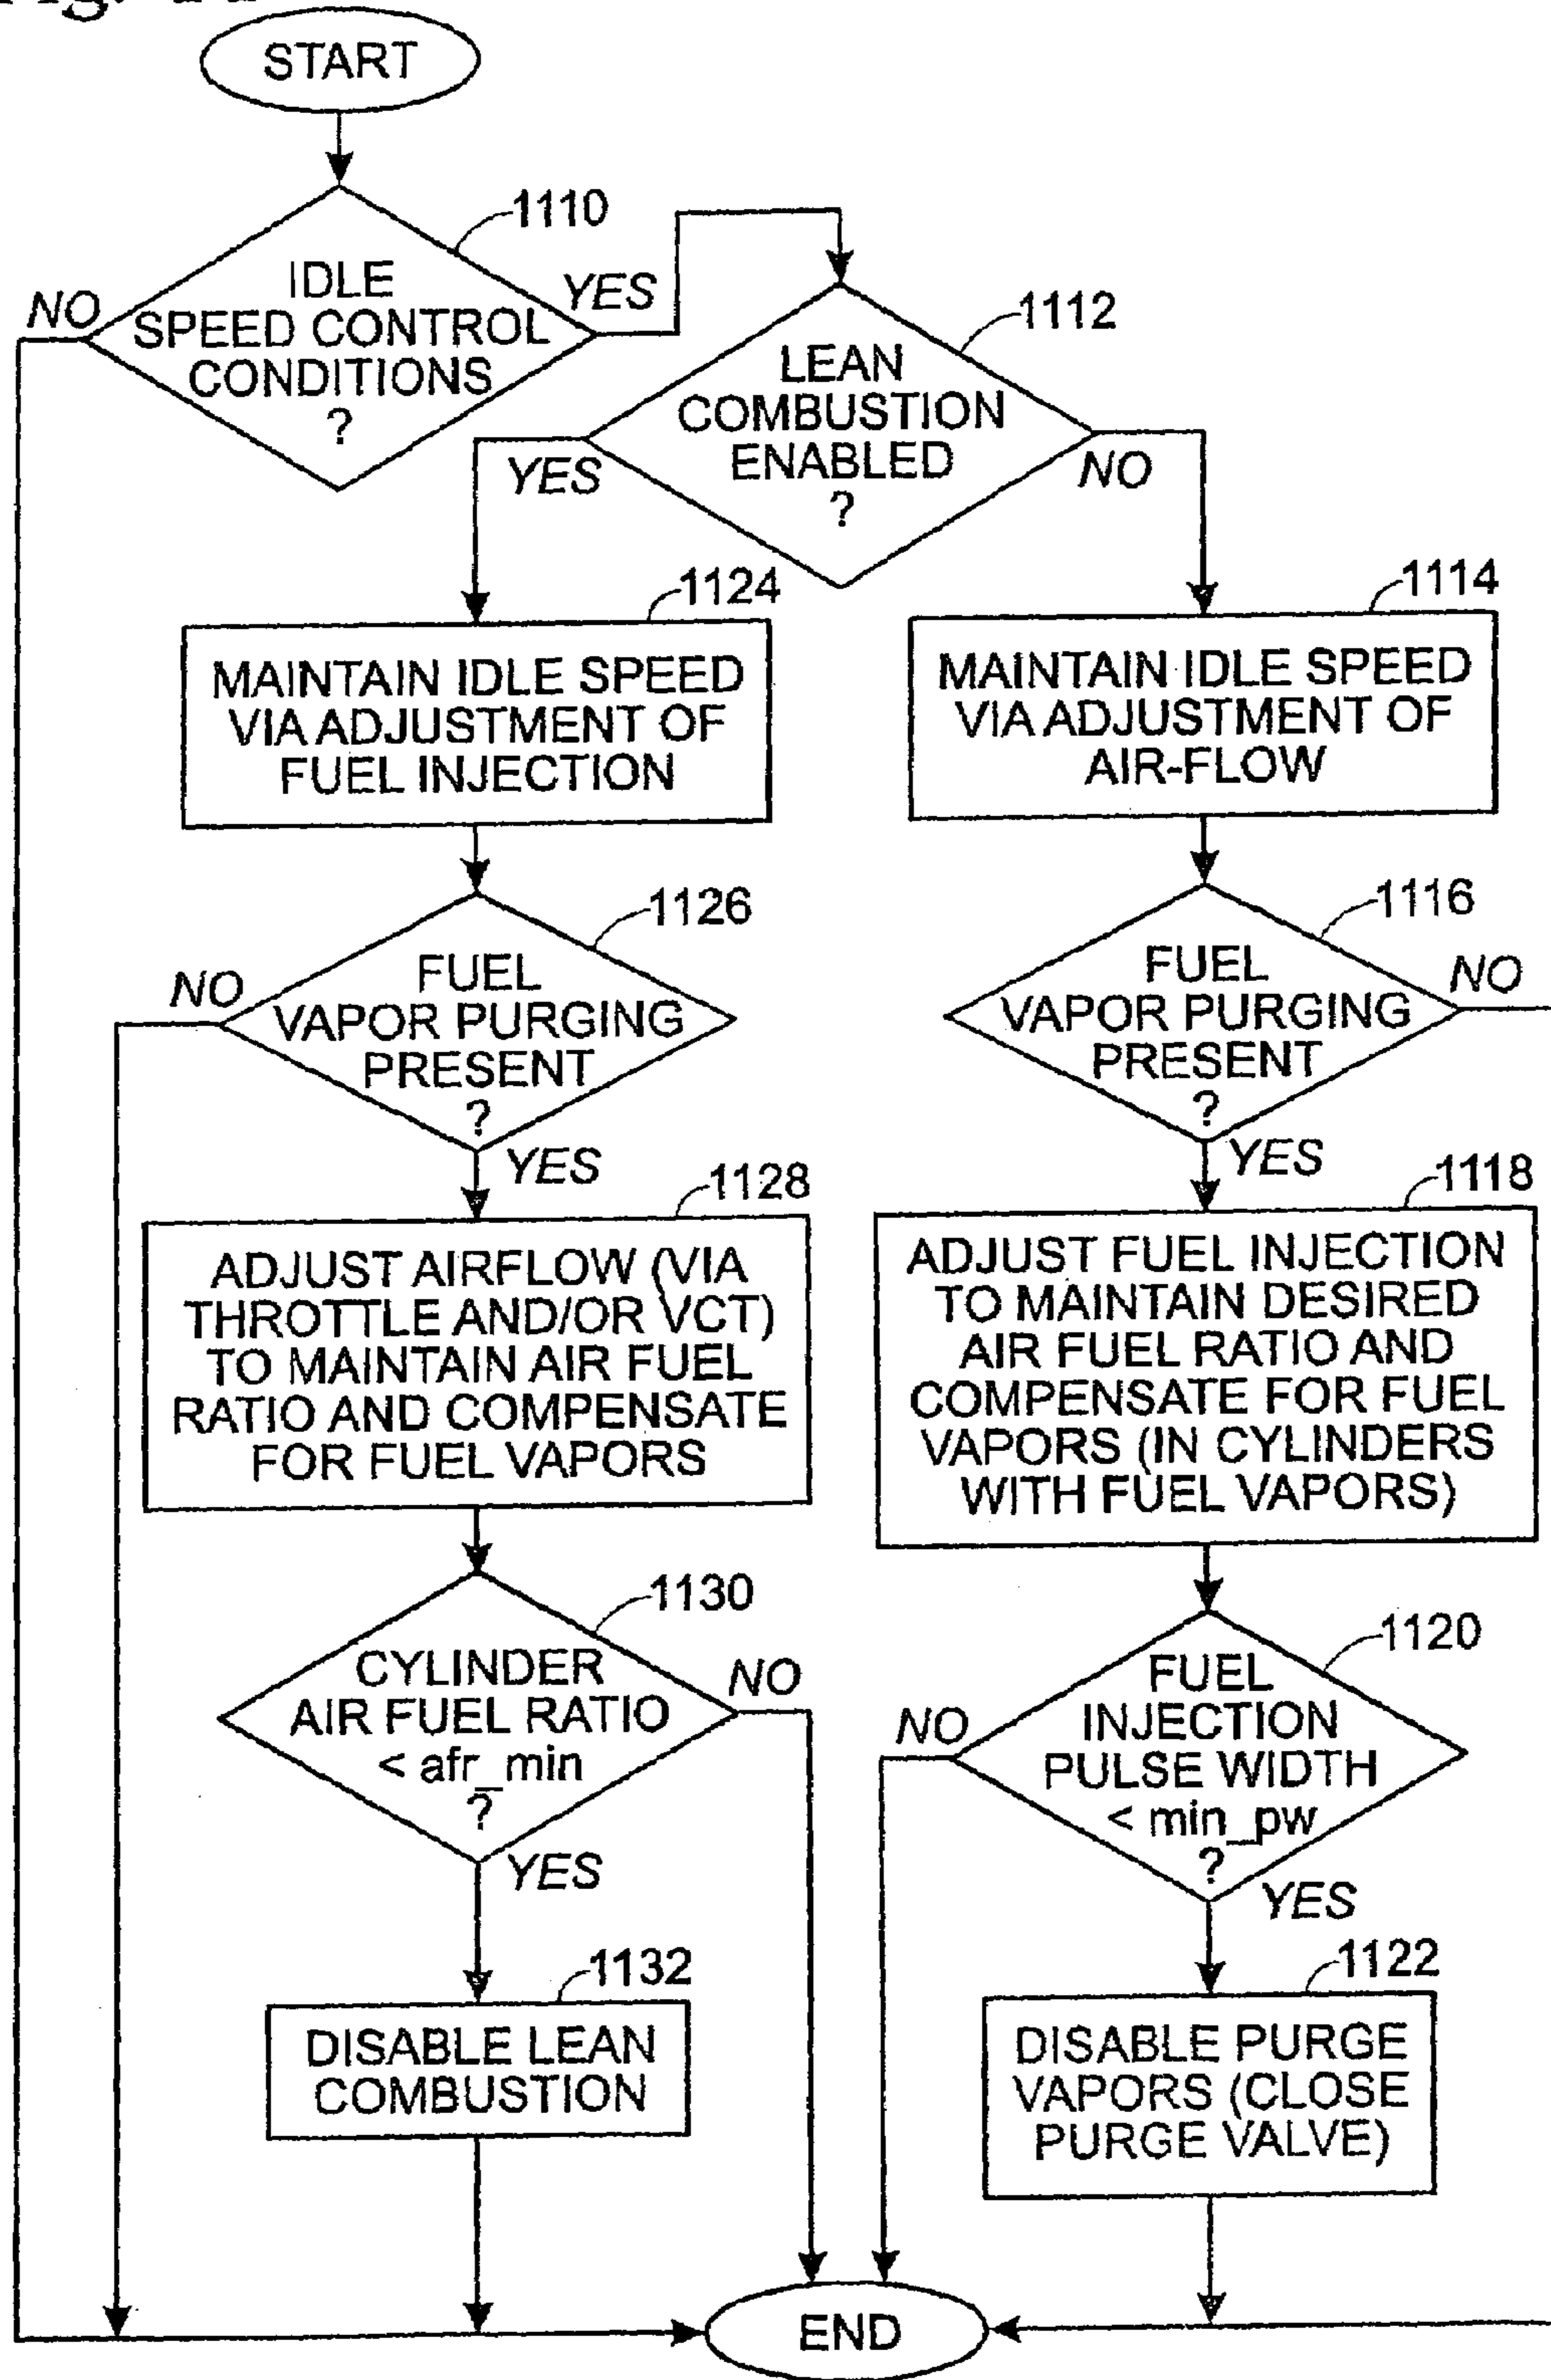 START
1110
IDLE
SPEED CONTROL
CONDITIONS
?
NO
YES
1112
LEAN
COMBUSTION
ENABLED
?
YES
NO
1124
MAINTAIN IDLE SPEED
VIA ADJUSTMENT OF
FUEL INJECTION
1114
MAINTAIN IDLE SPEED
VIA ADJUSTMENT OF
AIR-FLOW
1126
FUEL
VAPOR PURGING
PRESENT
?
NO
YES
1116
FUEL
VAPOR PURGING
PRESENT
?
NO
YES
1128
ADJUST AIRFLOW (VIA
THROTTLE AND/OR VCT)
TO MAINTAIN AIR FUEL
RATIO AND COMPENSATE
FOR FUEL VAPORS
1118
ADJUST FUEL INJECTION
TO MAINTAIN DESIRED
AIR FUEL RATIO AND
COMPENSATE FOR FUEL
VAPORS (IN CYLINDERS
WITH FUEL VAPORS)
1130
CYLINDER
AIR FUEL RATIO
< afr_min
?
NO
YES
1120
FUEL
INJECTION
PULSE WIDTH
< min_pw
?
NO
YES
1132
DISABLE LEAN
COMBUSTION
1122
DISABLE PURGE
VAPORS (CLOSE
PURGE VALVE)
END